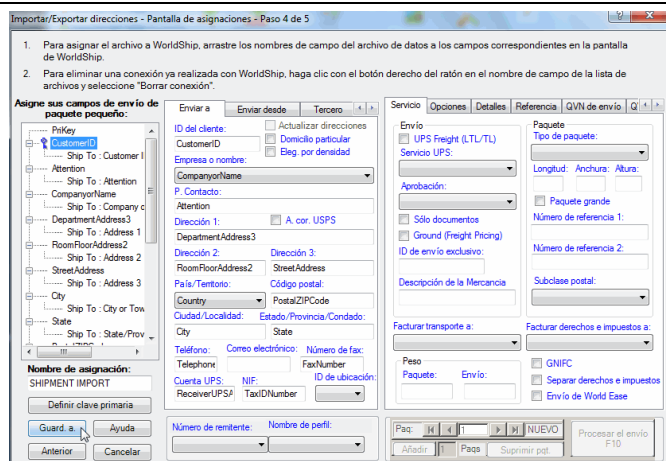 Importar/Exportar direcciones - Pantalla de asignaciones - Paso 4 de 5
1. Para asignar el archivo a WorldShip, arrastre los nombres de campo del archivo de datos a los campos correspondientes en la pantalla
de WorldShip.
2. Para eliminar una conexión ya realizada con WorldShip, haga clic con el botón derecho del ratón en el nombre de campo de la lista de
archivos y seleccione "Borrar conexión".
Asigne sus campos de envío de
paquete pequeño:
PriKey
CustomerID
Ship To : Customer I
Attention
Ship To : Attention
CompanyorName
Ship To : Company o
DepartmentAddress3
Ship To : Address 1
RoomFloorAddress2
Ship To : Address 2
StreetAddress
Ship To : Address 3
City
Ship To : City or Tow
State
Ship To : State/Prov
Nombre de asignación:
SHIPMENT IMPORT
Definir clave primaria
Guard. a.
Ayuda
Anterior
Cancelar
Enviar a
Enviar desde
Tercero
ID del cliente:
Actualizar direcciones
CustomerID
Domicilio particular
Eleg. por densidad
Empresa o nombre:
CompanyorName
P. Contacto:
Attention
Dirección 1:
A. cor. USPS
DepartmentAddress3
Dirección 2:
Dirección 3:
RoomFloorAddress2
StreetAddress
País/Territorio:
Código postal:
Country
PostalZIPCode
Ciudad/Localidad:
Estado/Provincia/Condado:
City
State
Teléfono:
Correo electrónico:
Número de fax:
Telephone
FaxNumber
Cuenta UPS:
NIF:
ID de ubicación:
ReceiverUPSA
TaxIDNumber
Número de remitente:
Nombre de perfil:
Servicio
Opciones
Detalles
Referencia
QVN de envío
Envío
UPS Freight (LTL/TL)
Servicio UPS:
Aprobación:
Sólo documentos
Ground (Freight Pricing)
ID de envío exclusivo:
Descripción de la Mercancia
Paquete
Tipo de paquete:
Longitud:
Anchura:
Altura:
Paquete grande
Número de referencia 1:
Número de referencia 2:
Subclase postal:
Facturar transporte a:
Facturar derechos e impuestos a:
Peso
Paquete:
Envío:
GNIFC
Separar derechos e impuestos
Envío de World Ease
Paq:
1
NUEVO
Añadir
1
Paqs
Suprimir pqt.
Procesar el envío
F10